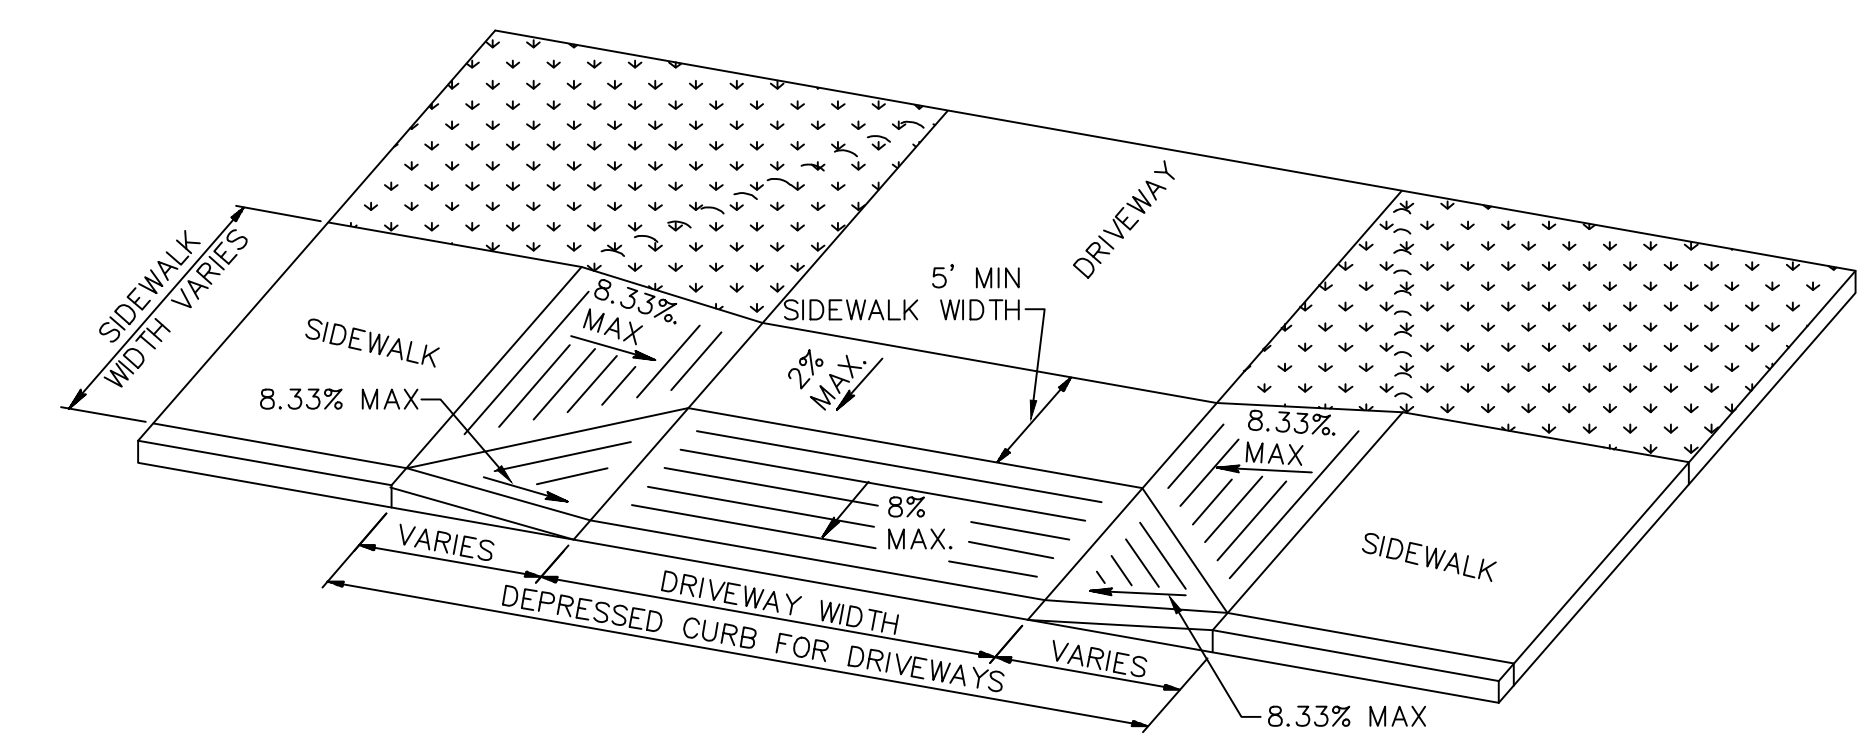 DRIVEWAY
SIDEWALK
WIDTH VARIES
5' MIN
SIDEWALK WIDTH
8.33%.
MAX
SIDEWALK
2%
MAX.
8.33% MAX
8.33%.
MAX
8%
MAX.
SIDEWALK
VARIES
DRIVEWAY WIDTH
DEPRESSED CURB FOR DRIVEWAYS
VARIES
8.33% MAX